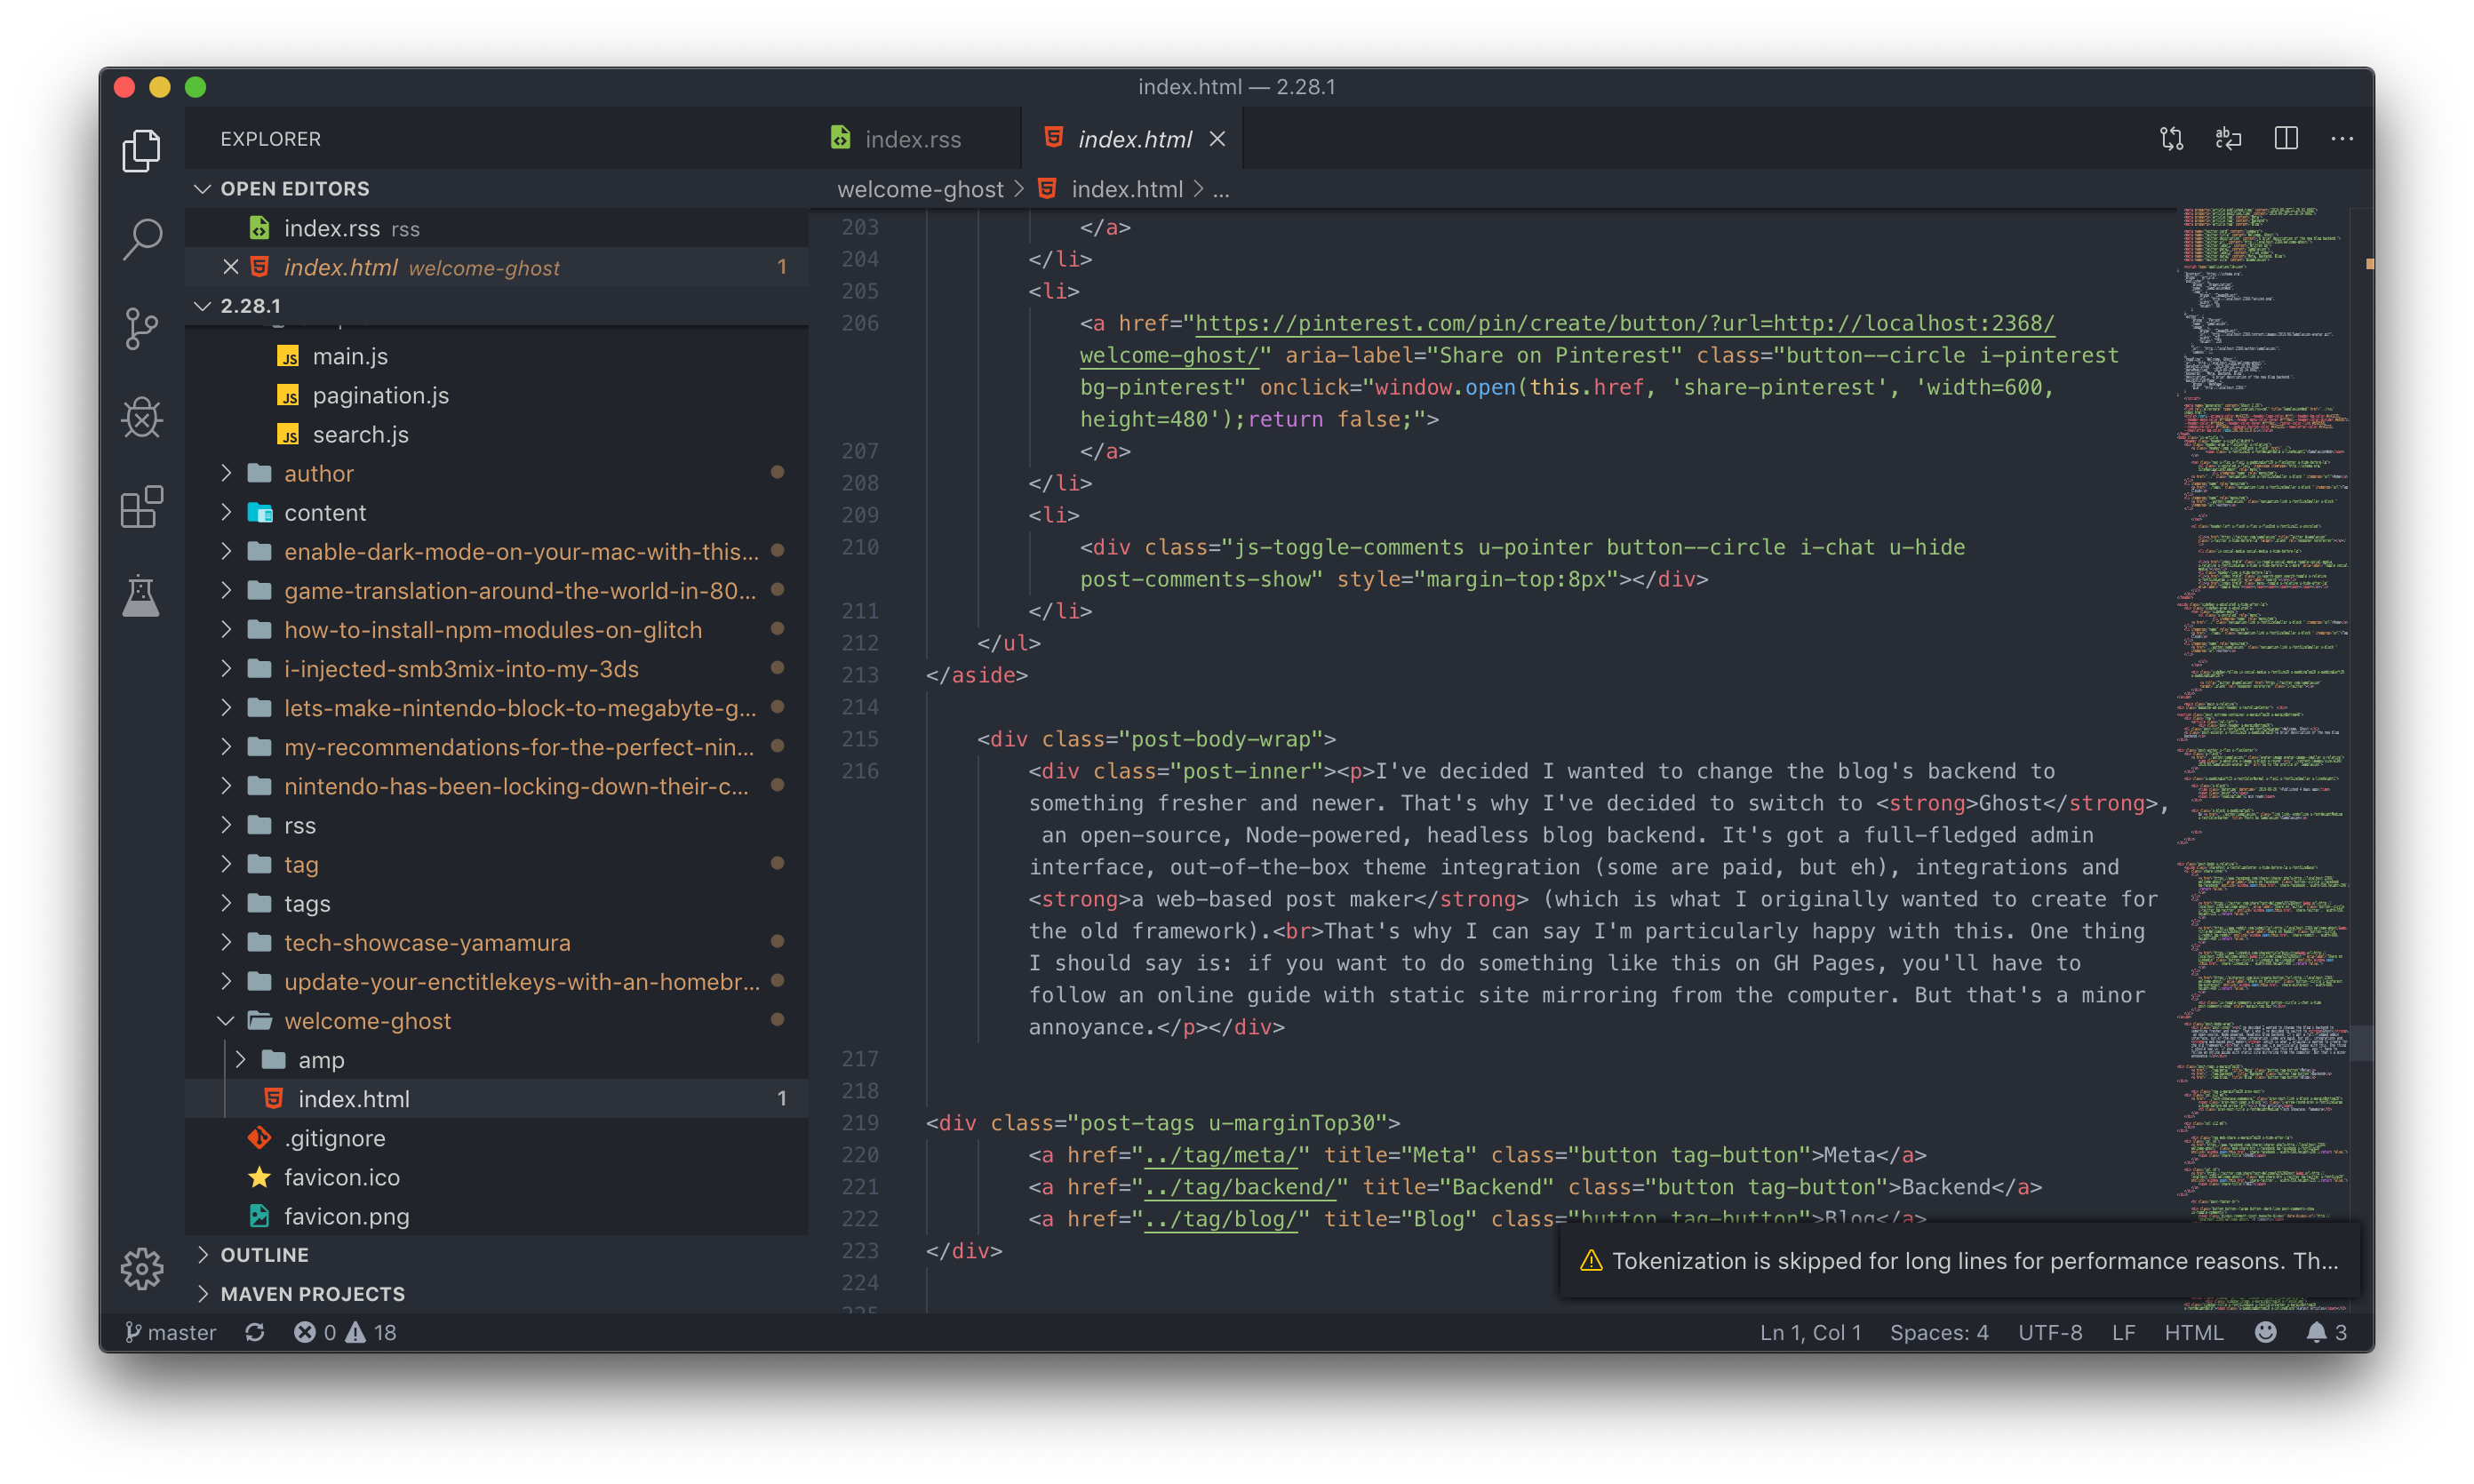 index.html — 2.28.1
EXPLORER
OPEN EDITORS
index.rss rss
index.html welcome-ghost 1
2.28.1
main.js
pagination.js
search.js
author
content
enable-dark-mode-on-your-mac-with-this...
game-translation-around-the-world-in-80...
how-to-install-npm-modules-on-glitch
i-injected-smb3mix-into-my-3ds
lets-make-nintendo-block-to-megabyte-g...
my-recommendations-for-the-perfect-nin...
nintendo-has-been-locking-down-their-c...
rss
tag
tags
tech-showcase-yamamura
update-your-enctitlekeys-with-an-homebr...
welcome-ghost
amp
index.html 1
.gitignore
favicon.ico
favicon.png
OUTLINE
MAVEN PROJECTS
index.rss
index.html
welcome-ghost > index.html > ...
203 </a>
204 </li>
205 <li>
206 <a href="https://pinterest.com/pin/create/button/?url=http://localhost:2368/
welcome-ghost/" aria-label="Share on Pinterest" class="button--circle i-pinterest
bg-pinterest" onclick="window.open(this.href, 'share-pinterest', 'width=600,
height=480');return false;">
207 </a>
208 </li>
209 <li>
210 <div class="js-toggle-comments u-pointer button--circle i-chat u-hide
post-comments-show" style="margin-top:8px"></div>
211 </li>
212 </ul>
213 </aside>
214
215 <div class="post-body-wrap">
216 <div class="post-inner"><p>I've decided I wanted to change the blog's backend to
something fresher and newer. That's why I've decided to switch to <strong>Ghost</strong>,
an open-source, Node-powered, headless blog backend. It's got a full-fledged admin
interface, out-of-the-box theme integration (some are paid, but eh), integrations and
<strong>a web-based post maker</strong> (which is what I originally wanted to create for
the old framework).<br>That's why I can say I'm particularly happy with this. One thing
I should say is: if you want to do something like this on GH Pages, you'll have to
follow an online guide with static site mirroring from the computer. But that's a minor
annoyance.</p></div>
217
218
219 <div class="post-tags u-marginTop30">
220 <a href="../tag/meta/" title="Meta" class="button tag-button">Meta</a>
221 <a href="../tag/backend/" title="Backend" class="button tag-button">Backend</a>
222 <a href="../tag/blog/" title="Blog" class="button tag-button">Blog</a>
223 </div>
224
225
Tokenization is skipped for long lines for performance reasons. Th...
master 0 18
Ln 1, Col 1 Spaces: 4 UTF-8 LF HTML 3